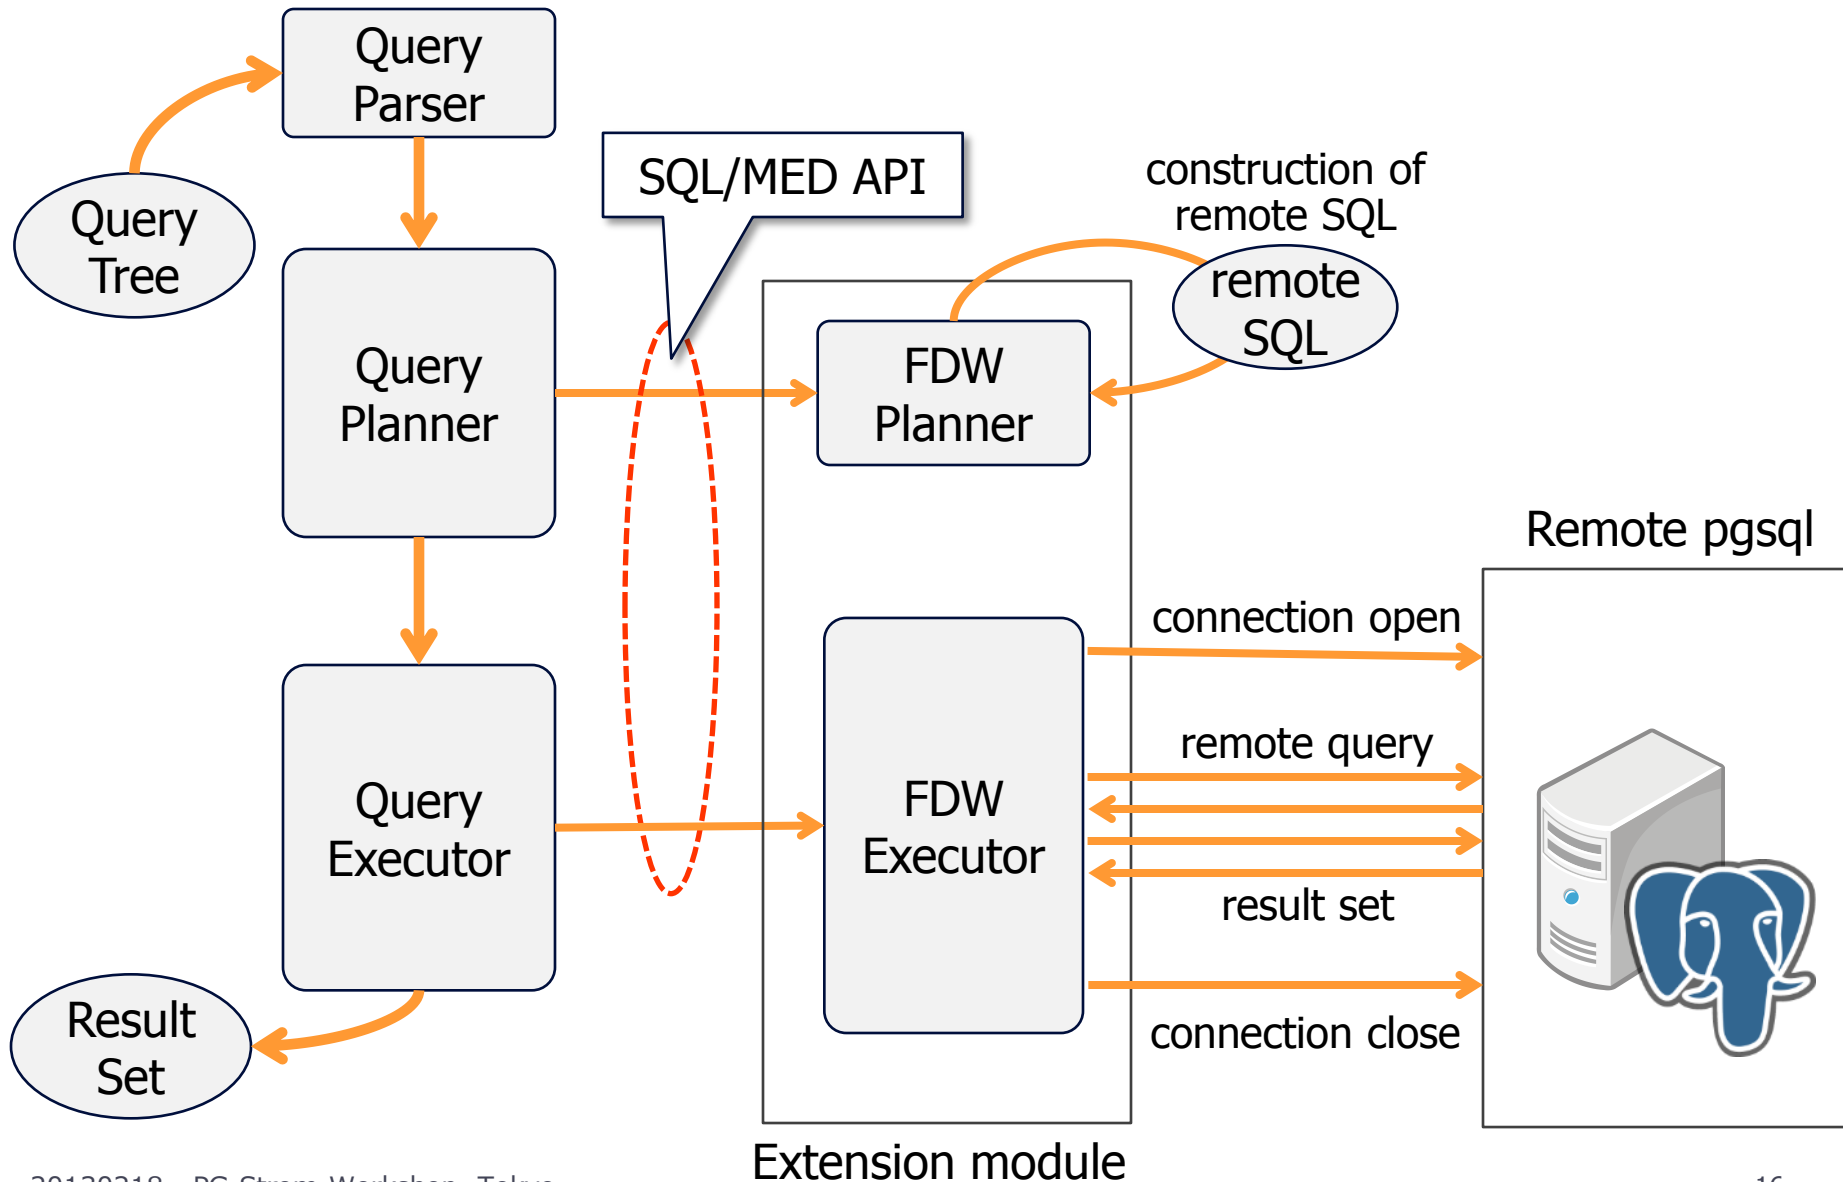 Query
Parser
Query
Tree
SQL/MED API
construction of
remote SQL
remote
SQL
Query
Planner
FDW
Planner
Remote pgsql
connection open
remote query
Query
Executor
FDW
Executor
result set
connection close
Result
Set
Extension module